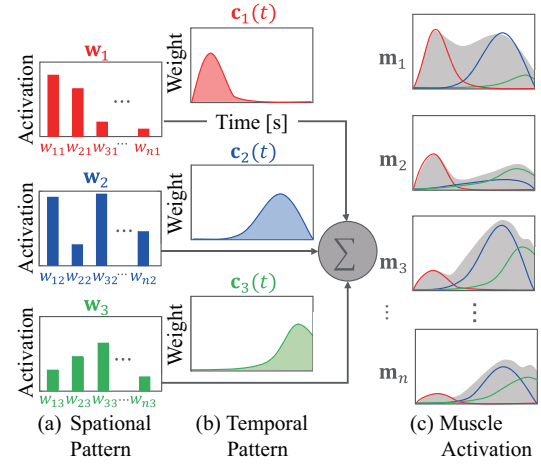 w₁
Activation
...
w₁₁ w₂₁ w₃₁ ... wₙ₁
w₂
Activation
...
w₁₂ w₂₂ w₃₂ ... wₙ₂
w₃
Activation
...
w₁₃ w₂₃ w₃₃ ... wₙ₃
(a) Spational
Pattern
c₁(t)
Weight
Time [s]
c₂(t)
Weight
c₃(t)
Weight
(b) Temporal
Pattern
Σ
m₁
m₂
m₃
⋮ ⋮
mₙ
(c) Muscle
Activation